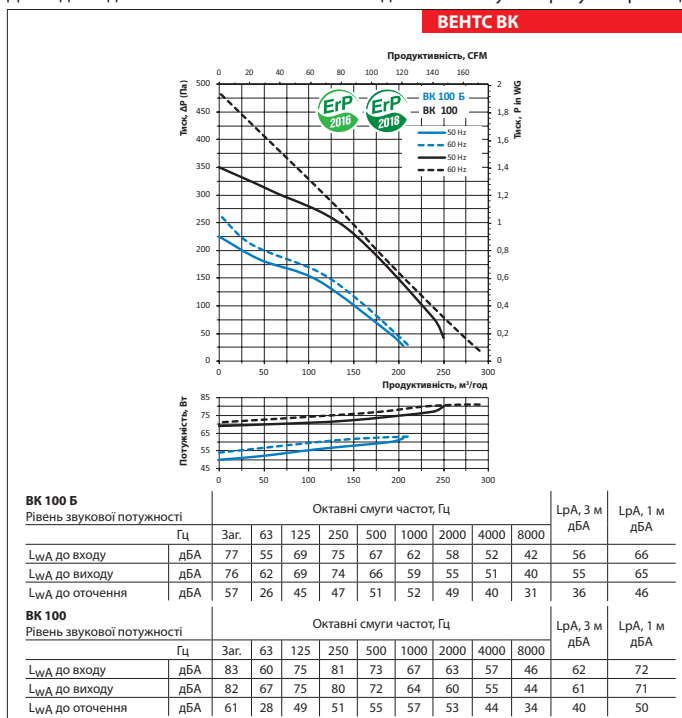 ВЕНТС ВК
Продуктивність, CFM
0 20 40 60 80 100 120 140 160
Тиск, ΔP (Па)
500
450
400
350
300
250
200
150
100
50
0
Тиск, P in WG
2
1,8
1,6
1,4
1,2
1
0,8
0,6
0,4
0,2
0
ErP 2016
ErP 2018
ВК 100 Б
ВК 100
50 Hz
60 Hz
50 Hz
60 Hz
0 50 100 150 200 250 300
Продуктивність, м³/год
Потужність, Вт
85
75
65
55
45
0 50 100 150 200 250 300
ВК 100 Б
Рівень звукової потужності
Октавні смуги частот, Гц
LpA, 3 м дБА
LpA, 1 м дБА
Гц Заг. 63 125 250 500 1000 2000 4000 8000
LwA до входу дБА 77 55 69 75 67 62 58 52 42 56 66
LwA до виходу дБА 76 62 69 74 66 59 55 51 40 55 65
LwA до оточення дБА 57 26 45 47 51 52 49 40 31 36 46
ВК 100
Рівень звукової потужності
Октавні смуги частот, Гц
LpA, 3 м дБА
LpA, 1 м дБА
Гц Заг. 63 125 250 500 1000 2000 4000 8000
LwA до входу дБА 83 60 75 81 73 67 63 57 46 62 72
LwA до виходу дБА 82 67 75 80 72 64 60 55 44 61 71
LwA до оточення дБА 61 28 49 51 55 57 53 44 34 40 50